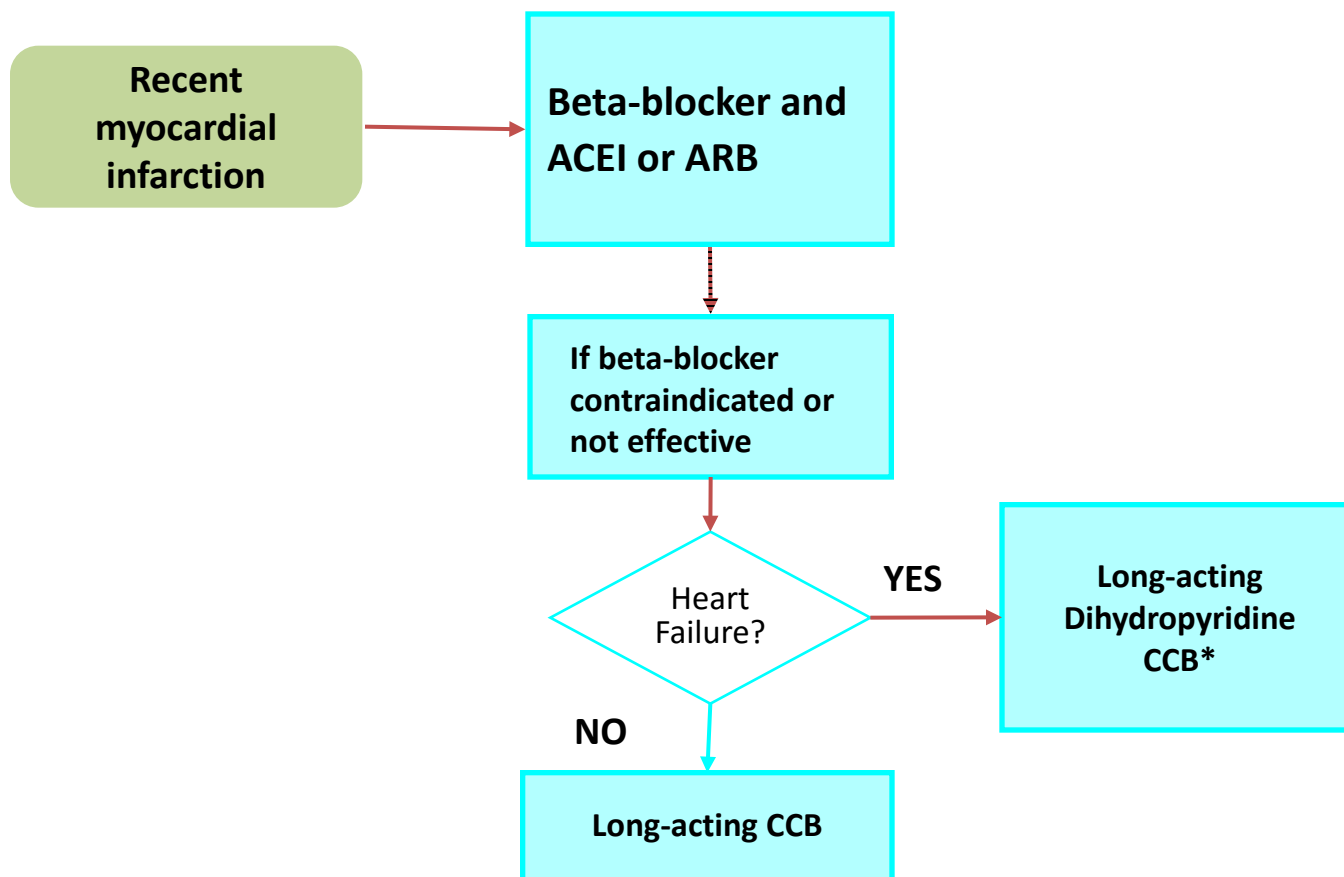 Recent
myocardial
infarction
Beta-blocker and
ACEI or ARB
If beta-blocker
contraindicated or
not effective
Heart
Failure?
YES
Long-acting
Dihydropyridine
CCB*
NO
Long-acting CCB